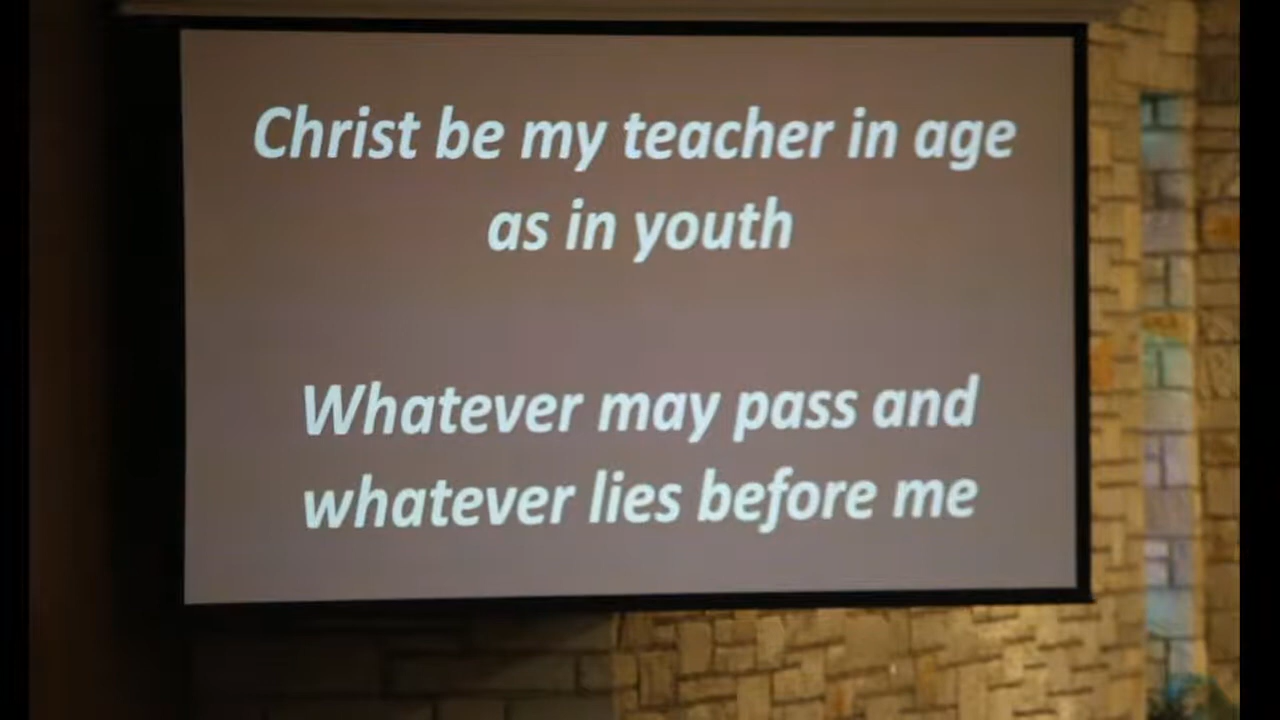 Christ be my teacher in age
as in youth
Whatever may pass and
whatever lies before me